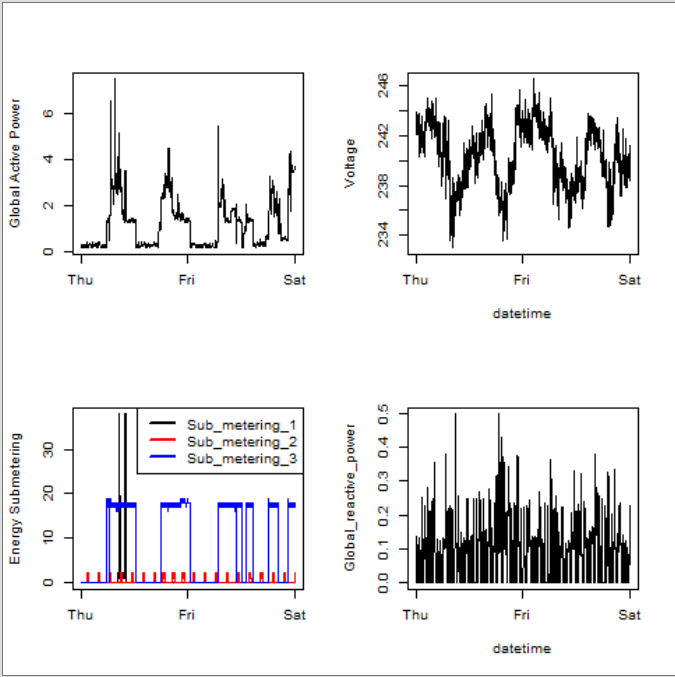 Global Active Power
0 2 4 6
Thu Fri Sat
Voltage
234 238 242 246
Thu Fri Sat
datetime
Energy Submetering
0 10 20 30
Sub_metering_1
Sub_metering_2
Sub_metering_3
Thu Fri Sat
Global_reactive_power
0.0 0.1 0.2 0.3 0.4 0.5
Thu Fri Sat
datetime